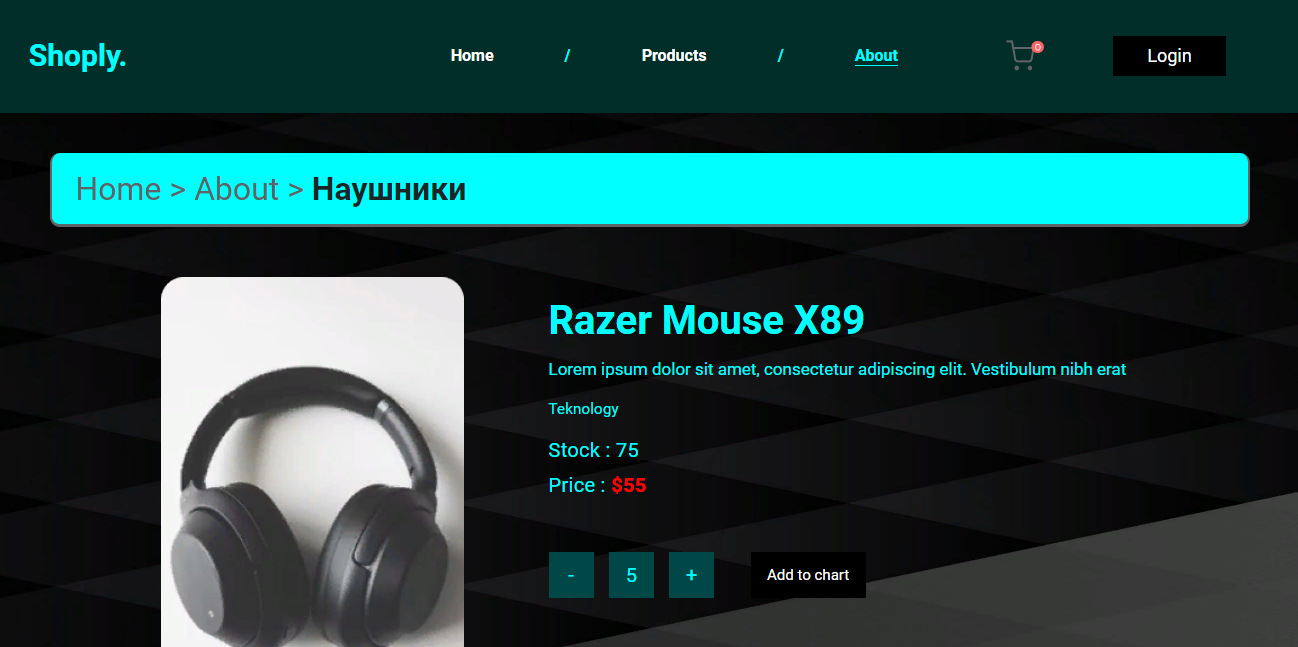 Shoply.
Home / Products / About
0
Login
Home > About > Наушники
Razer Mouse X89
Lorem ipsum dolor sit amet, consectetur adipiscing elit. Vestibulum nibh erat
Teknology
Stock : 75
Price : $55
- 5 +
Add to chart